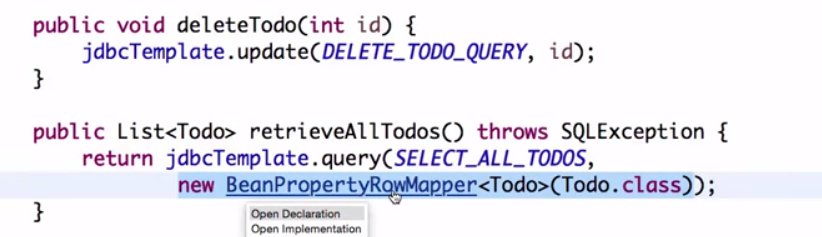 public void deleteTodo(int id) {
jdbcTemplate.update(DELETE_TODO_QUERY, id);
}
public List<Todo> retrieveAllTodos() throws SQLException {
return jdbcTemplate.query(SELECT_ALL_TODOS,
new BeanPropertyRowMapper<Todo>(Todo.class));
}
Open Declaration
Open Implementation